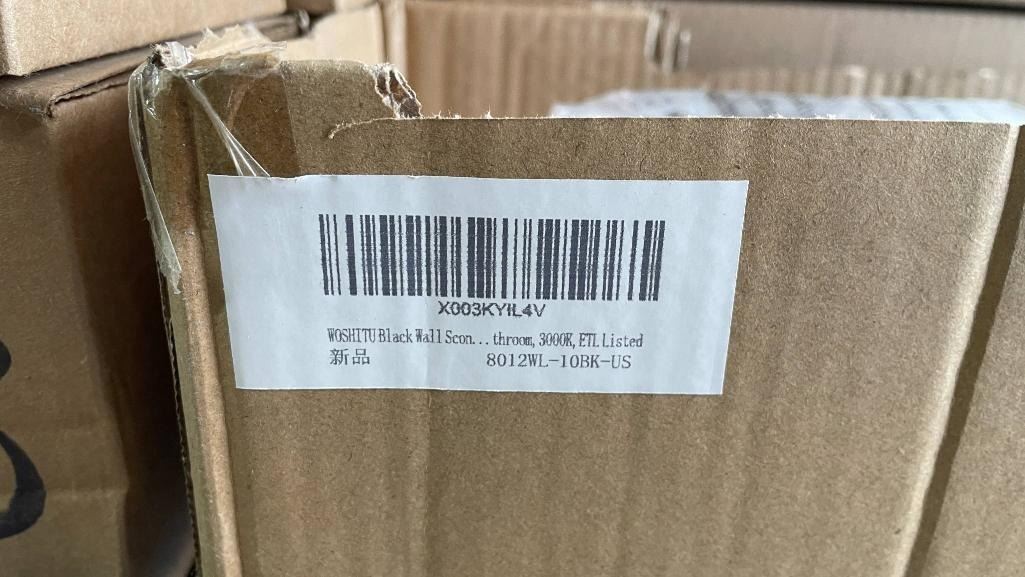 X003KYIL4V
WOSHITU Black Wall Scon...throom, 3000K, ETL Listed
新品 8012WL-10BK-US